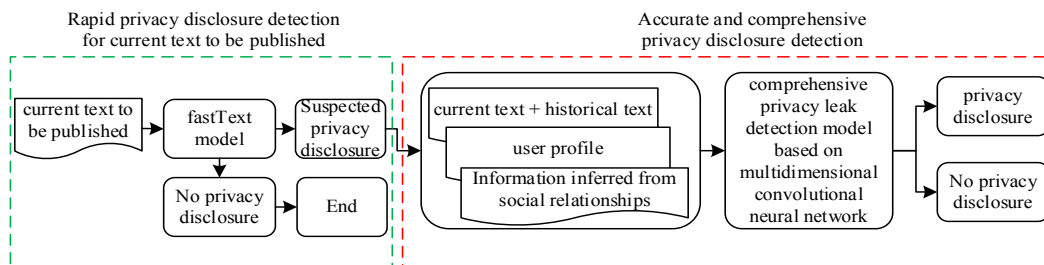 Rapid privacy disclosure detection
for current text to be published
Accurate and comprehensive
privacy disclosure detection
current text to
be published
fastText
model
Suspected
privacy
disclosure
No privacy
disclosure
End
current text + historical text
user profile
Information inferred from
social relationships
comprehensive
privacy leak
detection model
based on
multidimensional
convolutional
neural network
privacy
disclosure
No privacy
disclosure